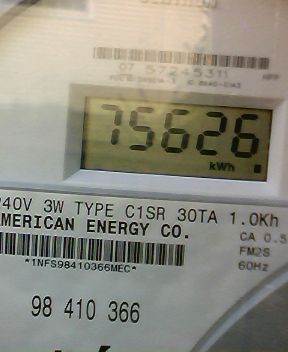 07 57245311
75626
kWh
240V 3W TYPE C1SR 30TA 1.0Kh
AMERICAN ENERGY CO.
CA 0.5
FM2S
60Hz
*1NFS98410366MEC*
98 410 366